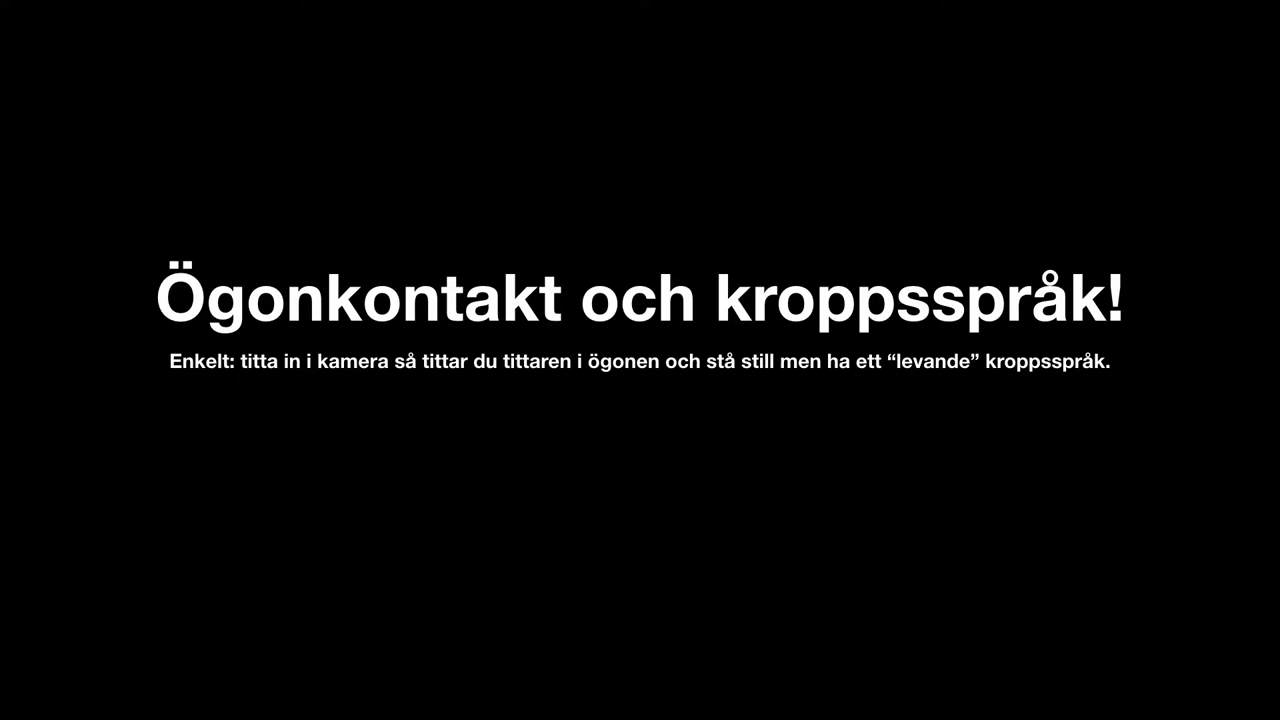 Ögonkontakt och kroppsspråk!
Enkelt: titta in i kamera så tittar du tittaren i ögonen och stå still men ha ett “levande” kroppsspråk.